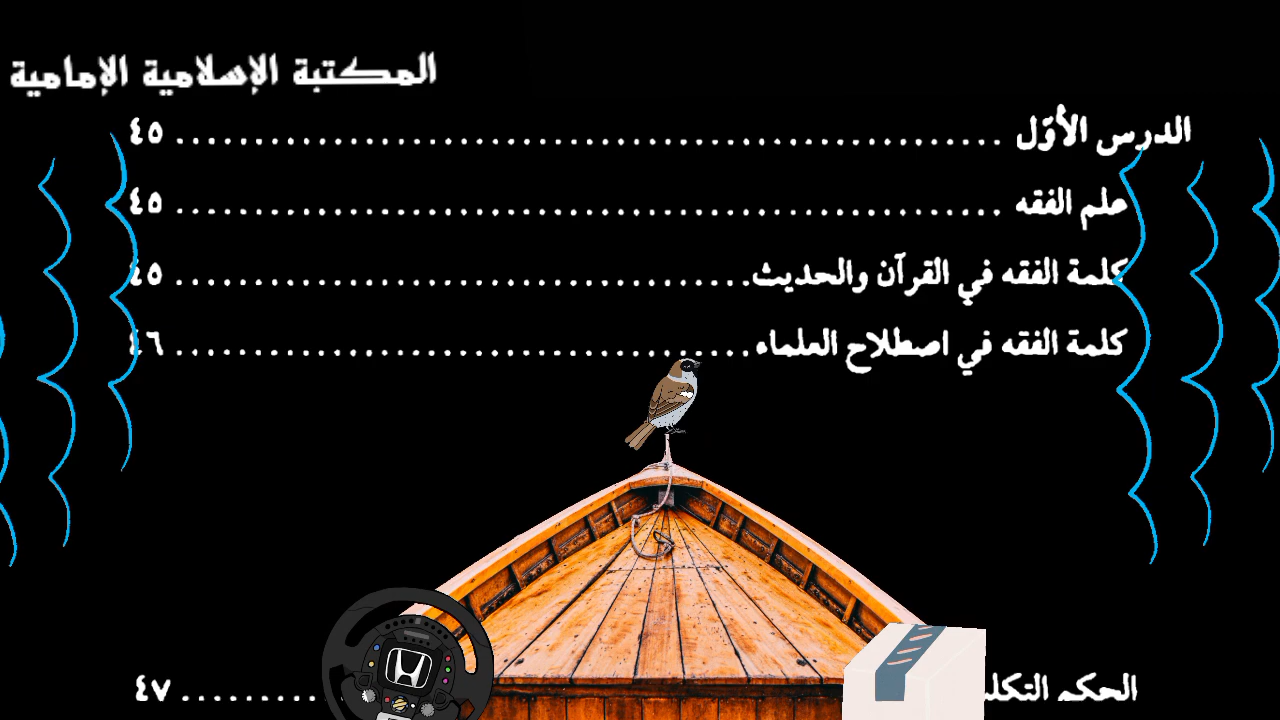 المكتبة الإسلامية الإمامية
الدرس الأوّل ........................................ ٤٥
علم الفقه ........................................ ٤٥
كلمة الفقه في القرآن والحديث........................... ٤٥
كلمة الفقه في اصطلاح العلماء........................... ٤٦
الحكم ......... ٤٧